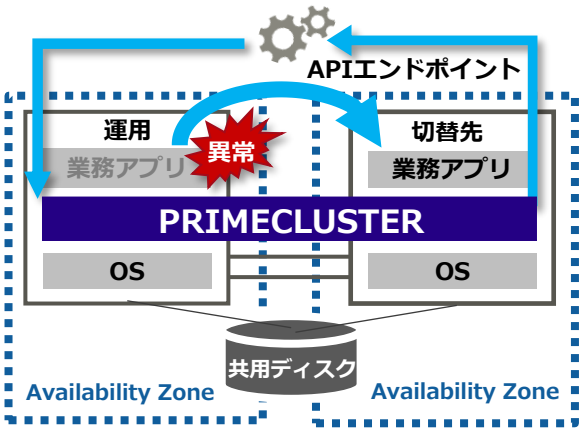 APIエンドポイント
運用
業務アプリ
異常
切替先
業務アプリ
PRIMECLUSTER
OS
OS
共用ディスク
Availability Zone
Availability Zone